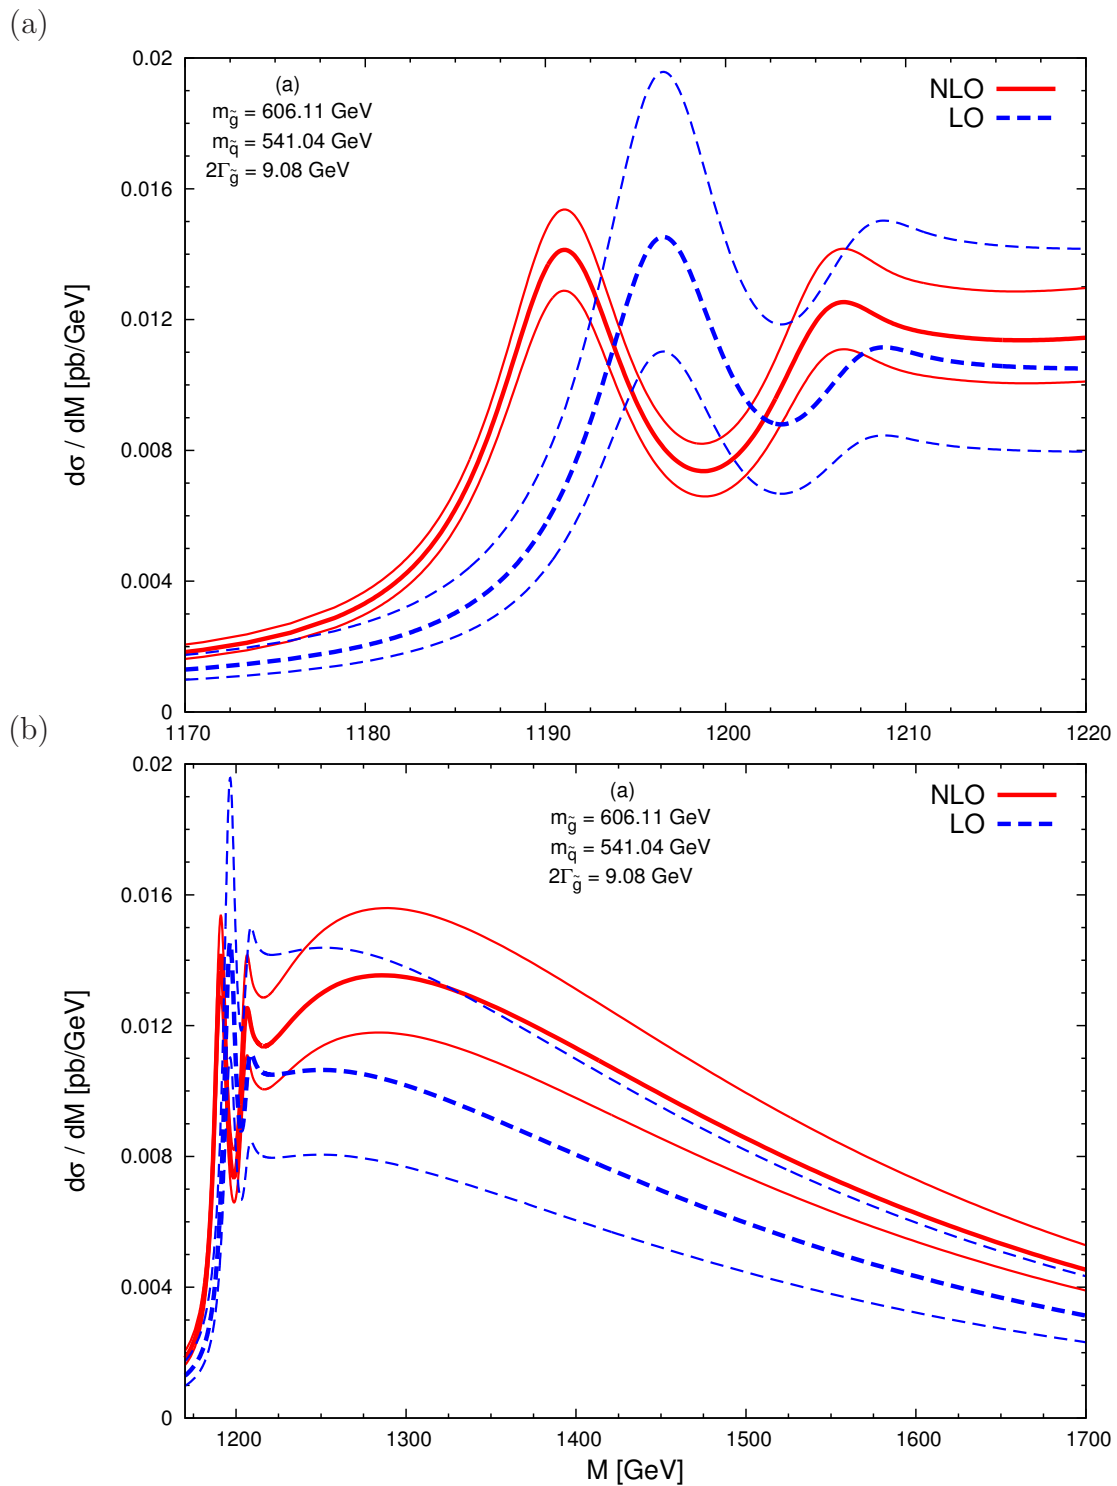 (a)
0.02
0.016
0.012
0.008
0.004
0
dσ / dM [pb/GeV]
(a)
m_g̃ = 606.11 GeV
m_q̃ = 541.04 GeV
2Γ_g̃ = 9.08 GeV
NLO
LO
1170 1180 1190 1200 1210 1220
(b)
0.02
0.016
0.012
0.008
0.004
0
dσ / dM [pb/GeV]
(a)
m_g̃ = 606.11 GeV
m_q̃ = 541.04 GeV
2Γ_g̃ = 9.08 GeV
NLO
LO
1200 1300 1400 1500 1600 1700
M [GeV]